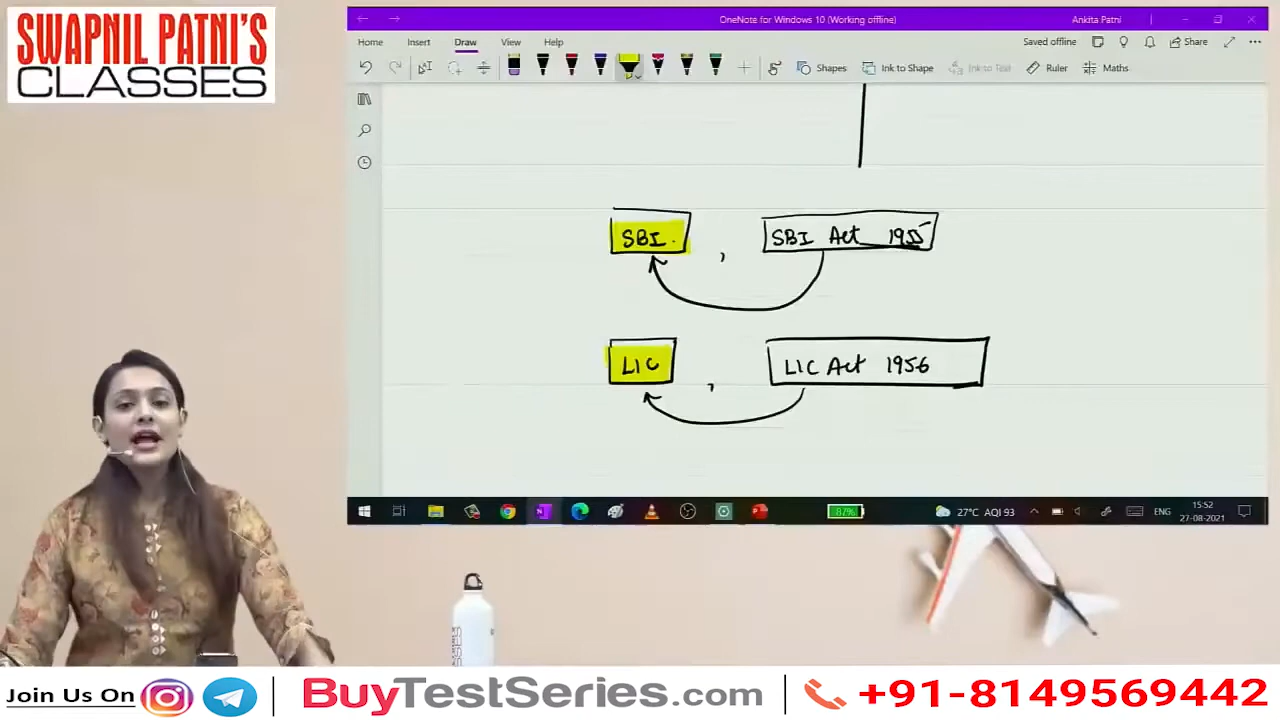 SWAPNIL PATNI'S
CLASSES
OneNote for Windows 10 (Working offline)
Ankita Patni
Home Insert Draw View Help
Saved offline
Share
Shapes
Ink to Shape
Ink to Text
Ruler
Maths
SBI. , SBI Act 1955
LIC , LIC Act 1956
87%
27°C AQI 93
ENG
15:52
27-08-2021
Join Us On
BuyTestSeries.com
+91-8149569442